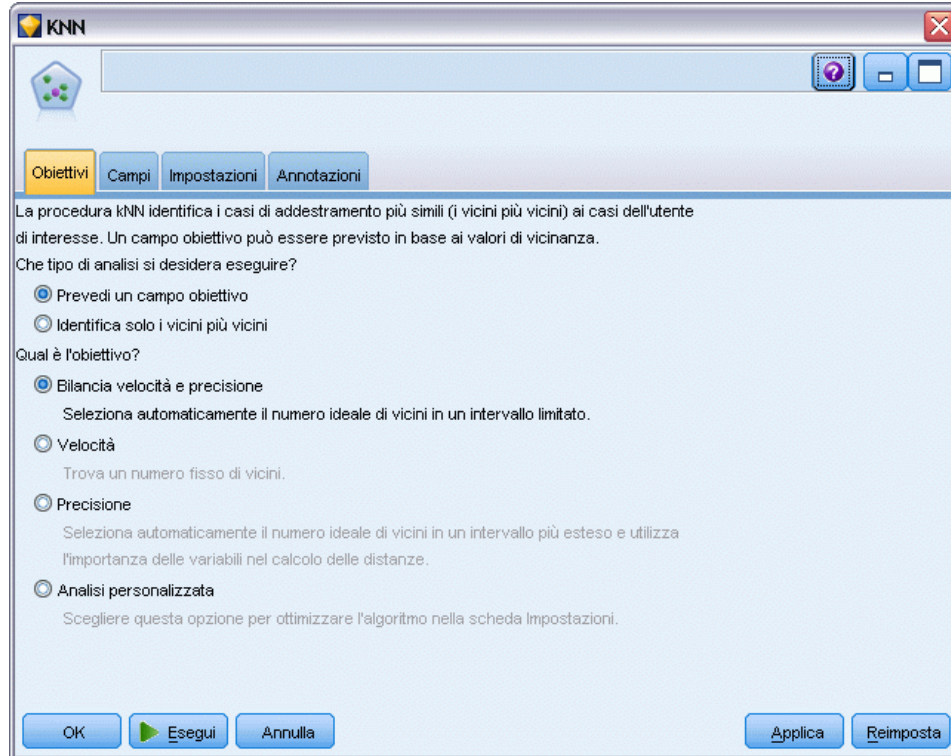 KNN
?
Obiettivi Campi Impostazioni Annotazioni
La procedura kNN identifica i casi di addestramento più simili (i vicini più vicini) ai casi dell'utente
di interesse. Un campo obiettivo può essere previsto in base ai valori di vicinanza.
Che tipo di analisi si desidera eseguire?
Prevedi un campo obiettivo
Identifica solo i vicini più vicini
Qual è l'obiettivo?
Bilancia velocità e precisione
Seleziona automaticamente il numero ideale di vicini in un intervallo limitato.
Velocità
Trova un numero fisso di vicini.
Precisione
Seleziona automaticamente il numero ideale di vicini in un intervallo più esteso e utilizza
l'importanza delle variabili nel calcolo delle distanze.
Analisi personalizzata
Scegliere questa opzione per ottimizzare l'algoritmo nella scheda Impostazioni.
OK Esegui Annulla Applica Reimposta